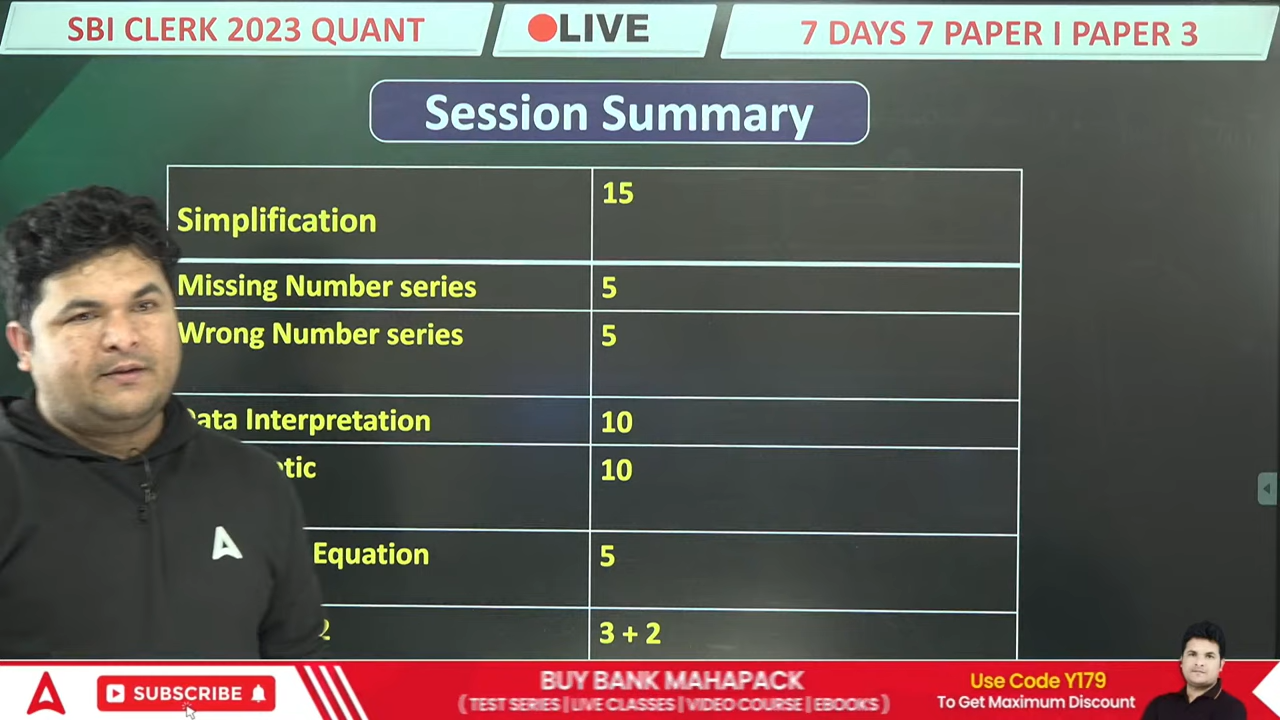 SBI CLERK 2023 QUANT
LIVE
7 DAYS 7 PAPER I PAPER 3
Session Summary
Simplification 15
Missing Number series 5
Wrong Number series 5
Data Interpretation 10
tic 10
Equation 5
2 3 + 2
SUBSCRIBE
BUY BANK MAHAPACK
( TEST SERIES | LIVE CLASSES | VIDEO COURSE | EBOOKS )
Use Code Y179
To Get Maximum Discount